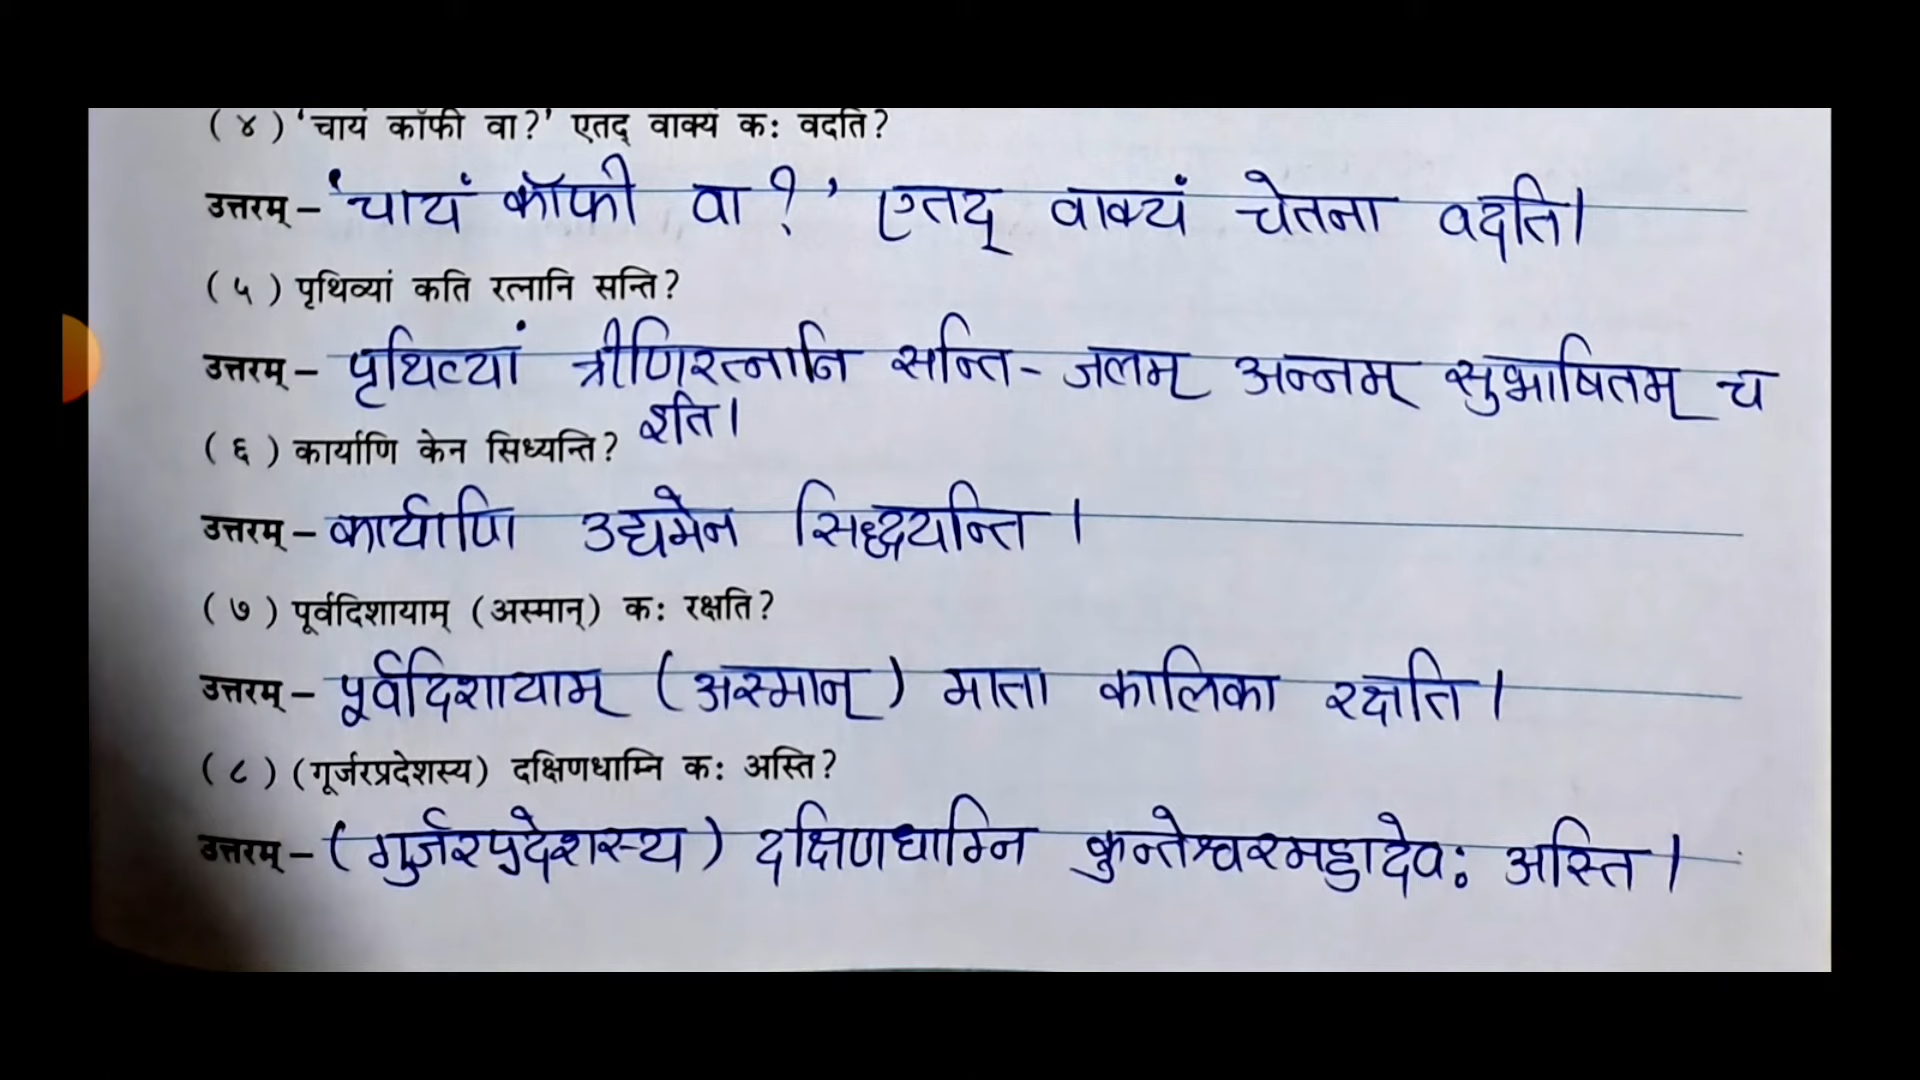 ( ४ ) 'चायं कॉफी वा?' एतद् वाक्यं कः वदति?
उत्तरम् – 'चायं कॉफी वा ?' एतद् वाक्यं चेतना वदति।
( ५ ) पृथिव्यां कति रत्नानि सन्ति?
उत्तरम् – पृथिव्यां त्रीणिरत्नानि सन्ति - जलम् अन्नम् सुभाषितम् च
इति।
( ६ ) कार्याणि केन सिध्यन्ति?
उत्तरम् – कार्याणि उद्यमेन सिद्धयन्ति ।
( ७ ) पूर्वदिशायाम् (अस्मान्) कः रक्षति?
उत्तरम् – पूर्वदिशायाम् (अस्मान्) माता कालिका रक्षति ।
( ८ ) (गूर्जरप्रदेशस्य) दक्षिणधाम्नि कः अस्ति?
उत्तरम् – (गुर्जरप्रदेशस्य) दक्षिणधाम्नि कुन्तेश्वरमहादेवः अस्ति ।